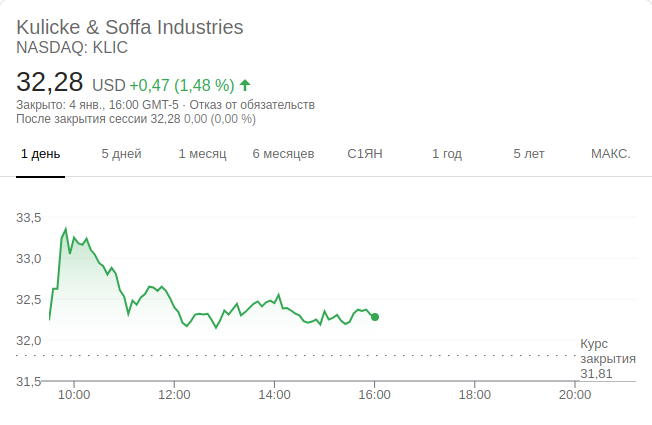 Kulicke & Soffa Industries
NASDAQ: KLIC
32,28 USD +0,47 (1,48 %)
Закрыто: 4 янв., 16:00 GMT-5 · Отказ от обязательств
После закрытия сессии 32,28 0,00 (0,00 %)
1 день 5 дней 1 месяц 6 месяцев С1ЯН 1 год 5 лет МАКС.
33,5
33,0
32,5
32,0
Курс
закрытия
31,81
31,5
10:00 12:00 14:00 16:00 18:00 20:00